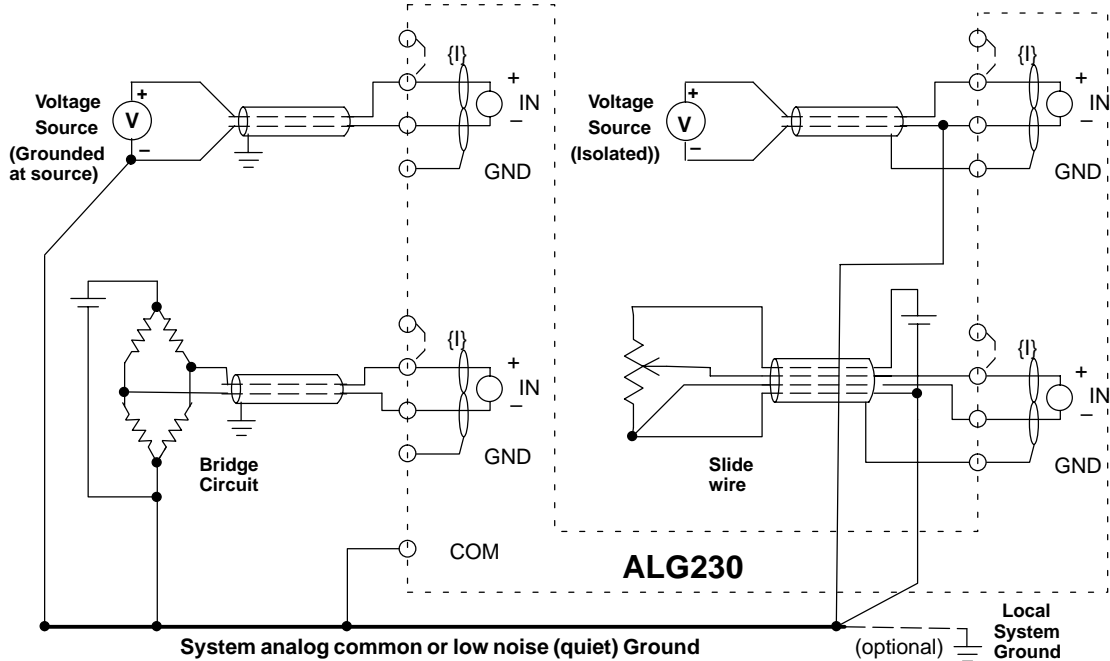 {I}
+
Voltage
Source
(Grounded
at source)
+
V
−
IN
−
GND
{I}
+
Voltage
Source
(Isolated))
+
V
−
IN
−
GND
{I}
+
IN
−
GND
Bridge
Circuit
{I}
+
IN
−
GND
Slide
wire
COM
ALG230
System analog common or low noise (quiet) Ground
(optional)
Local
System
Ground